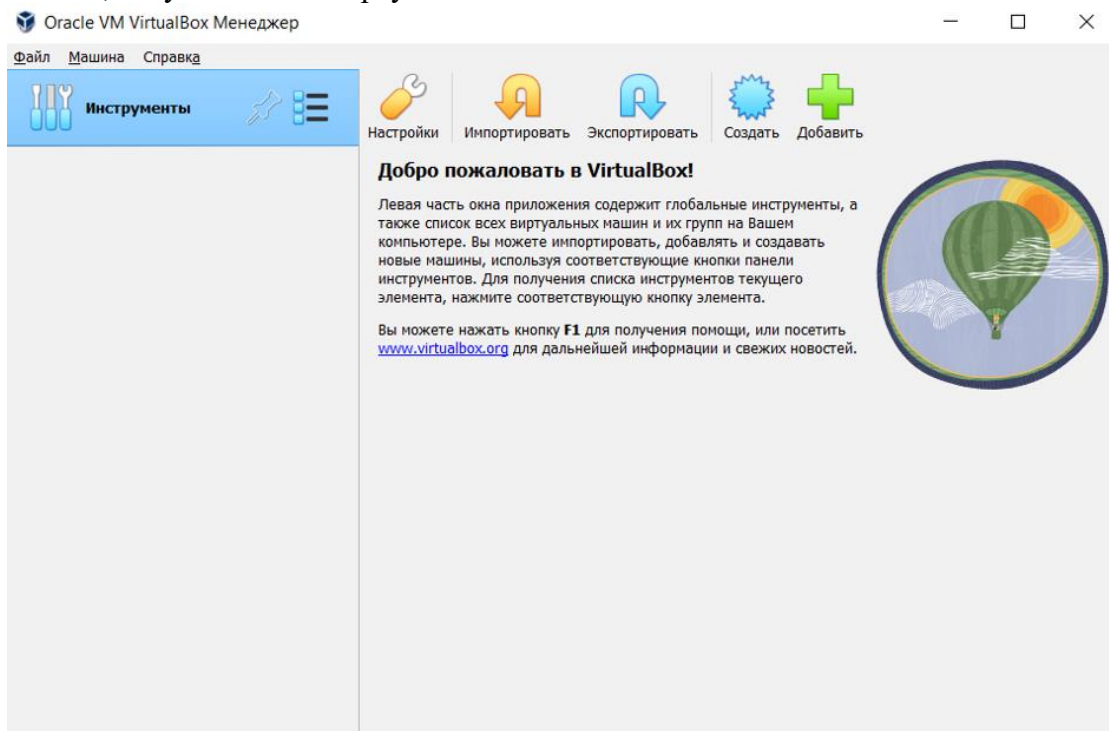 Oracle VM VirtualBox Менеджер
Файл Машина Справка
Инструменты
Настройки Импортировать Экспортировать Создать Добавить
Добро пожаловать в VirtualBox!
Левая часть окна приложения содержит глобальные инструменты, а
также список всех виртуальных машин и их групп на Вашем
компьютере. Вы можете импортировать, добавлять и создавать
новые машины, используя соответствующие кнопки панели
инструментов. Для получения списка инструментов текущего
элемента, нажмите соответствующую кнопку элемента.
Вы можете нажать кнопку F1 для получения помощи, или посетить
www.virtualbox.org для дальнейшей информации и свежих новостей.